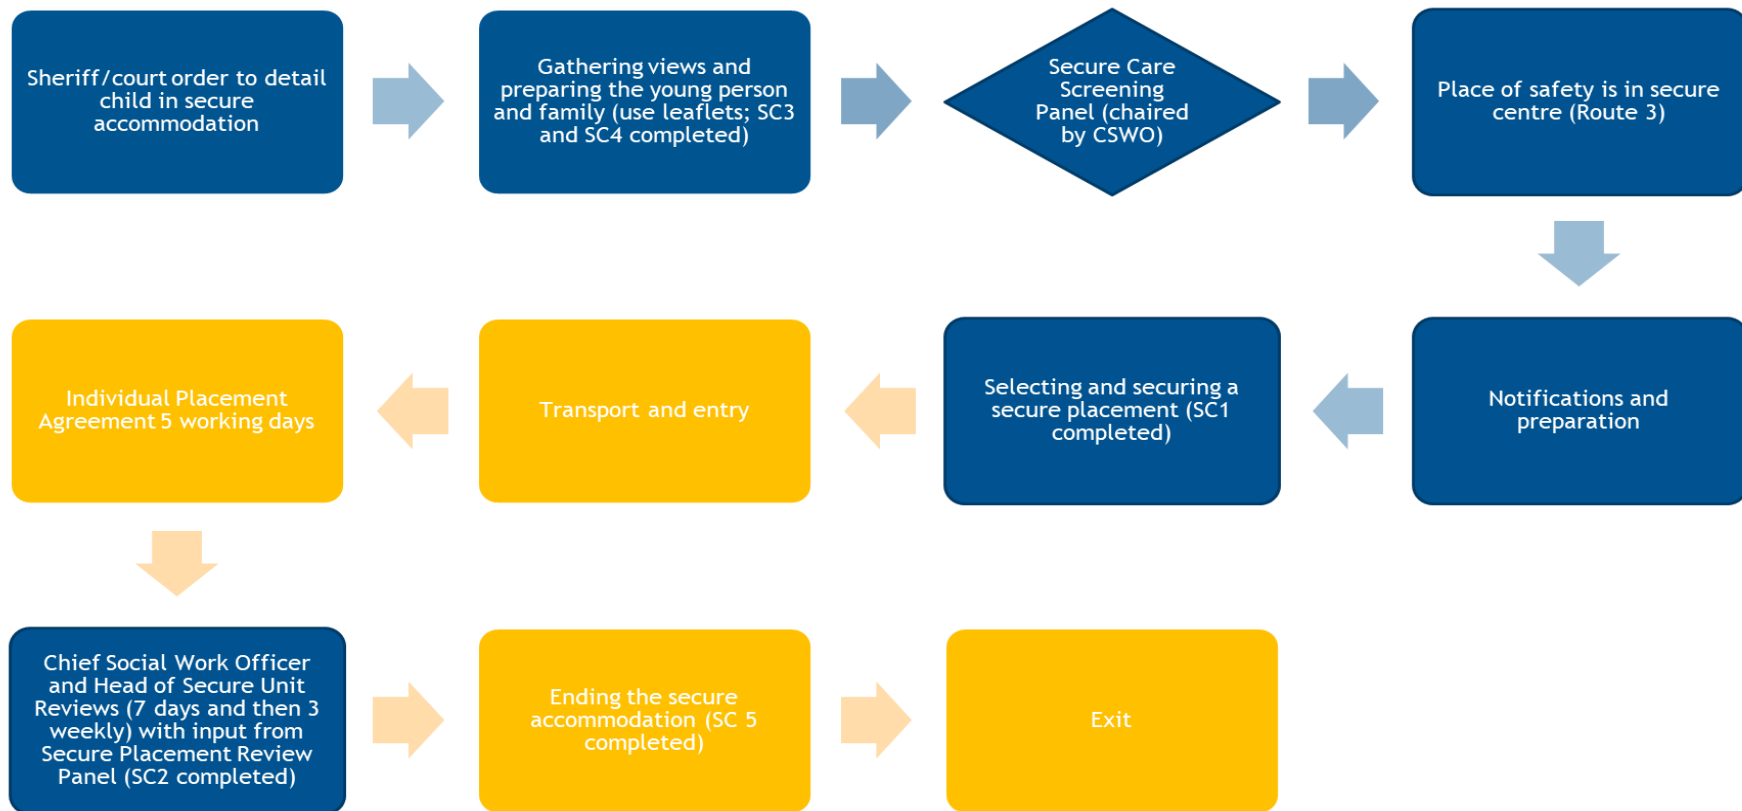 Sheriff/court order to detail
child in secure
accommodation
Gathering views and
preparing the young person
and family (use leaflets; SC3
and SC4 completed)
Secure Care
Screening
Panel (chaired
by CSWO)
Place of safety is in secure
centre (Route 3)
Notifications and
preparation
Selecting and securing a
secure placement (SC1
completed)
Transport and entry
Individual Placement
Agreement 5 working days
Chief Social Work Officer
and Head of Secure Unit
Reviews (7 days and then 3
weekly) with input from
Secure Placement Review
Panel (SC2 completed)
Ending the secure
accommodation (SC 5
completed)
Exit